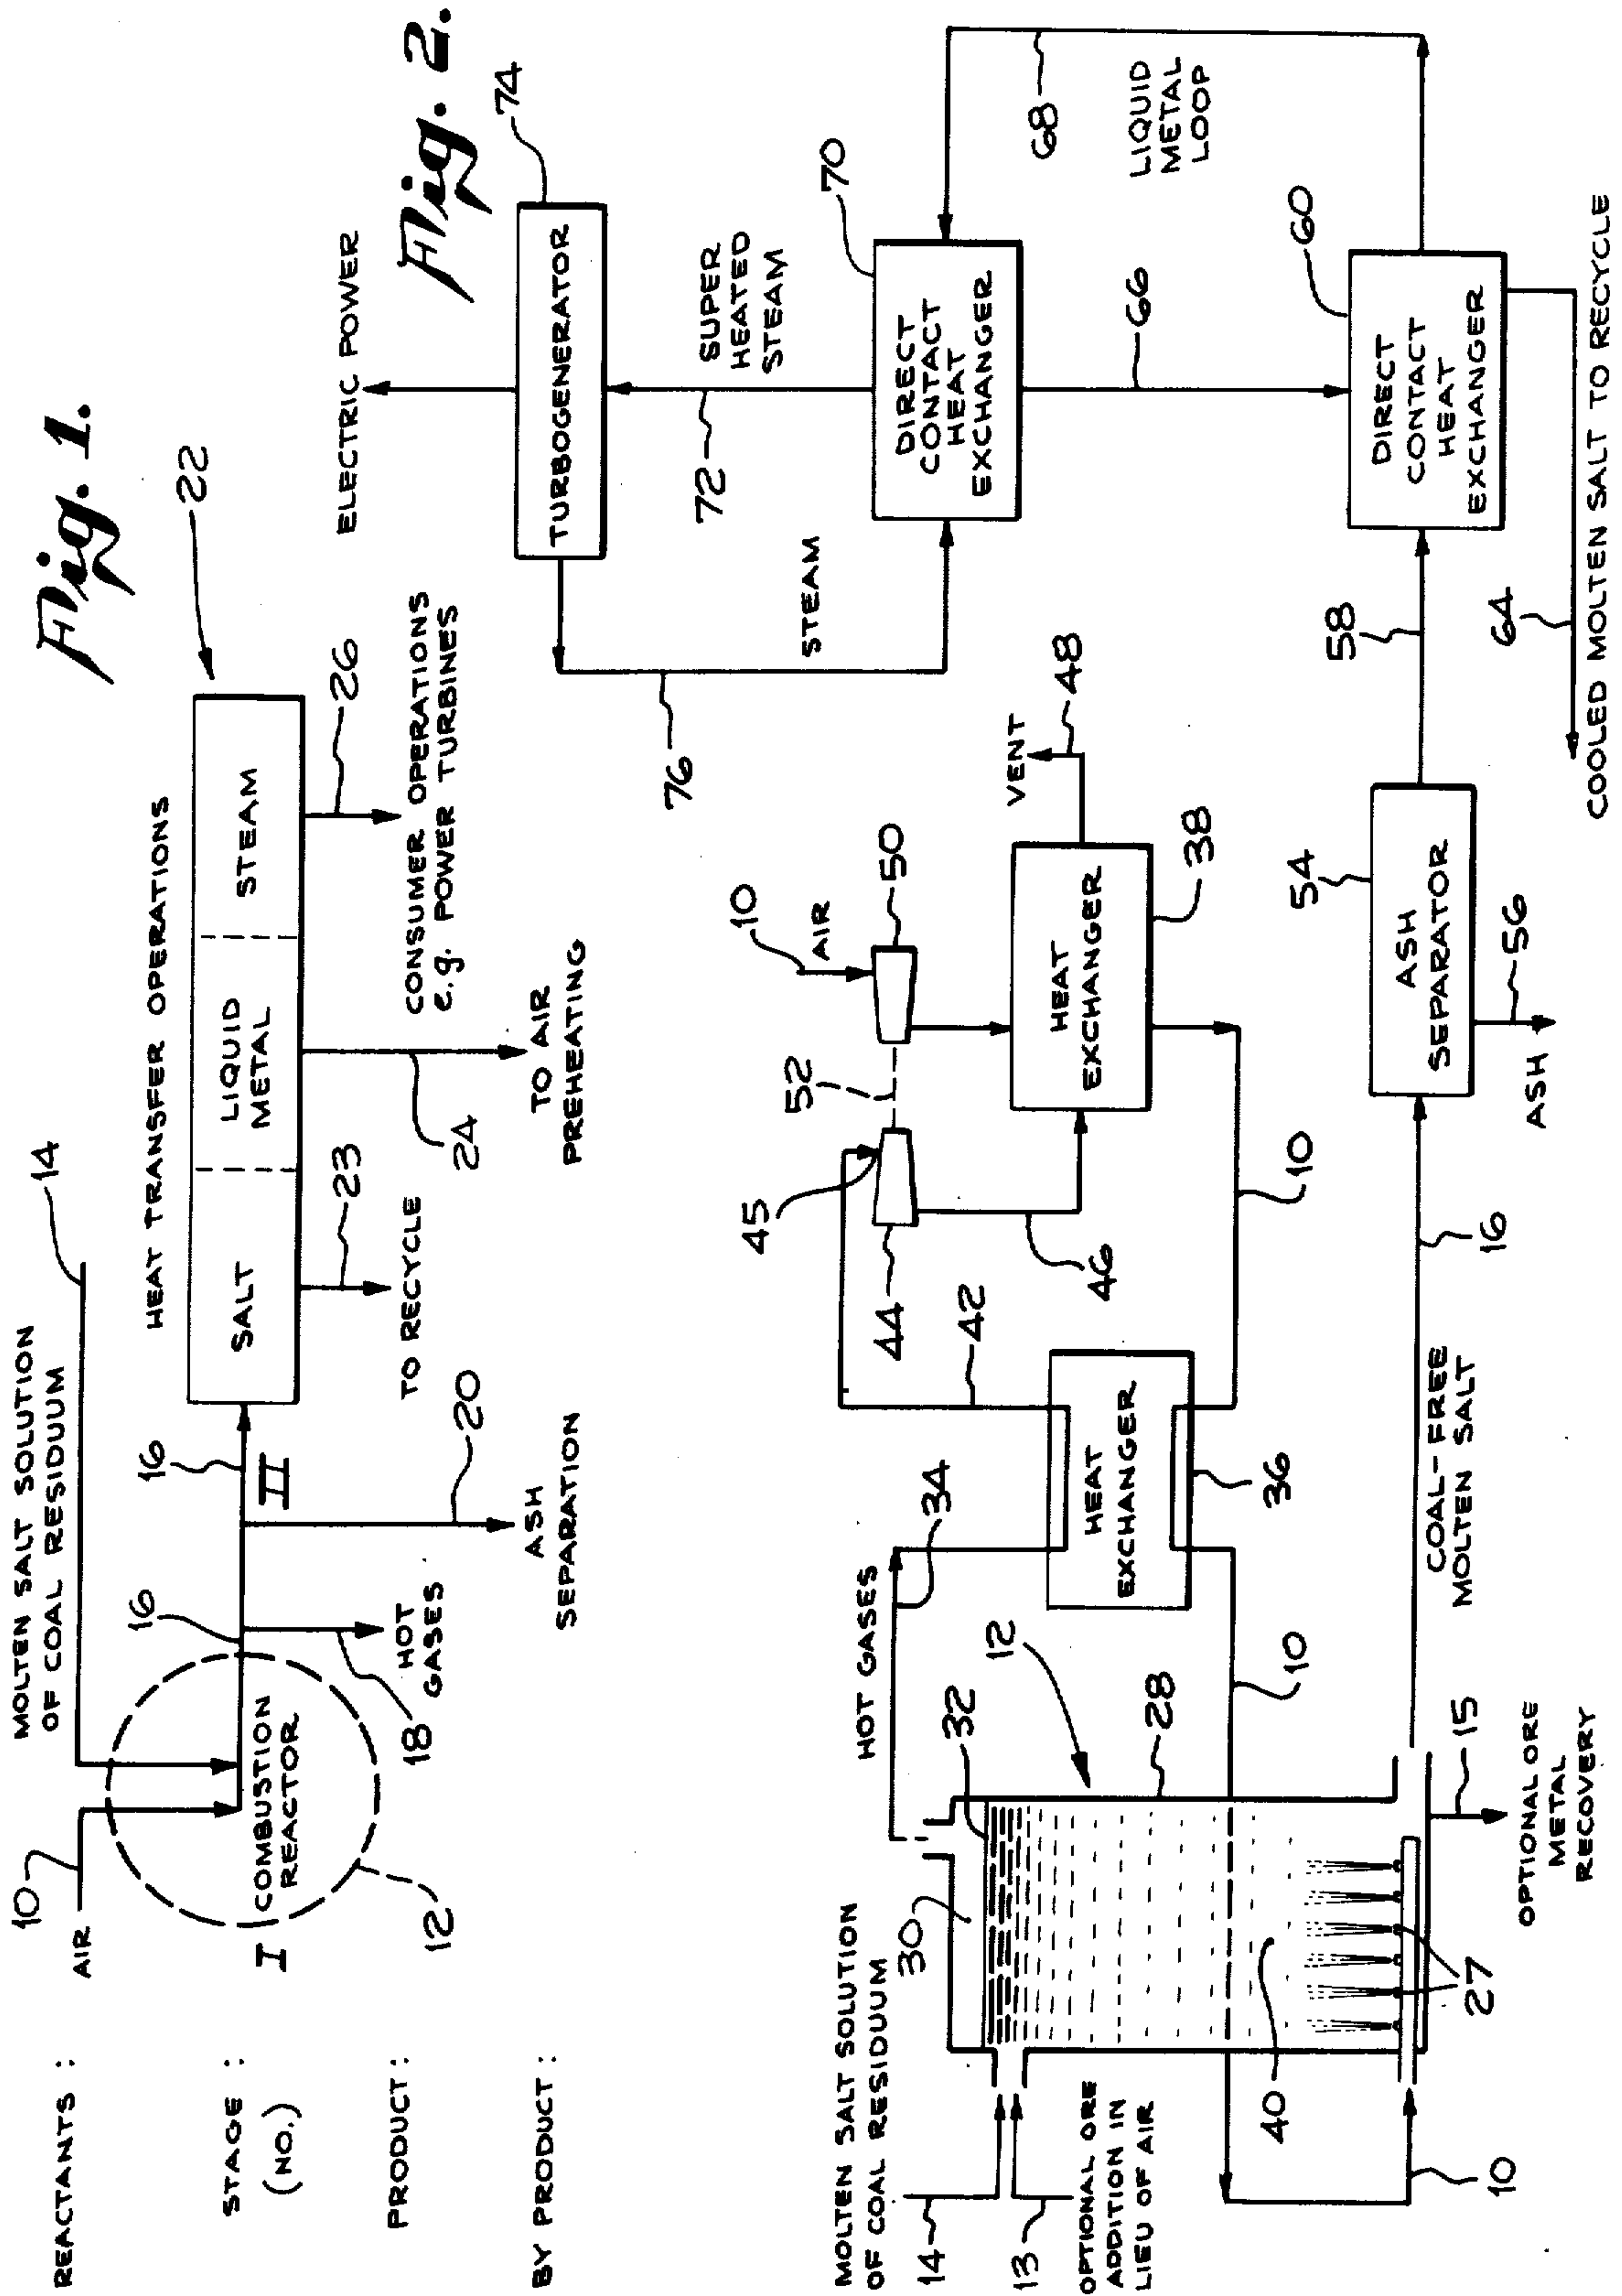 Fig. 1.
REACTANTS :
STAGE :
(NO.)
PRODUCT :
BY PRODUCT :
10
AIR
MOLTEN SALT SOLUTION
OF COAL RESIDUUM
14
I
COMBUSTION
REACTOR
12
16
18
HOT
GASES
16
II
20
ASH
SEPARATION
HEAT TRANSFER OPERATIONS
22
SALT
LIQUID
METAL
STEAM
23
TO RECYCLE
24
TO AIR
PREHEATING
26
CONSUMER OPERATIONS
e.g. POWER TURBINES
Fig. 2.
ELECTRIC POWER
74
TURBOGENERATOR
SUPER
HEATED
STEAM
72
76
STEAM
70
DIRECT
CONTACT
HEAT
EXCHANGER
66
68
LIQUID
METAL
LOOP
60
DIRECT
CONTACT
HEAT
EXCHANGER
58
64
COOLED MOLTEN SALT TO RECYCLE
MOLTEN SALT SOLUTION
OF COAL RESIDUUM
14
13
OPTIONAL ORE
ADDITION IN
LIEU OF AIR
30
32
12
28
40
27
10
15
OPTIONAL ORE
METAL
RECOVERY
HOT GASES
34
HEAT
EXCHANGER
36
10
42
44
45
46
52
50
10
AIR
HEAT
EXCHANGER
38
VENT
48
10
COAL-FREE
MOLTEN SALT
16
54
ASH
SEPARATOR
56
ASH